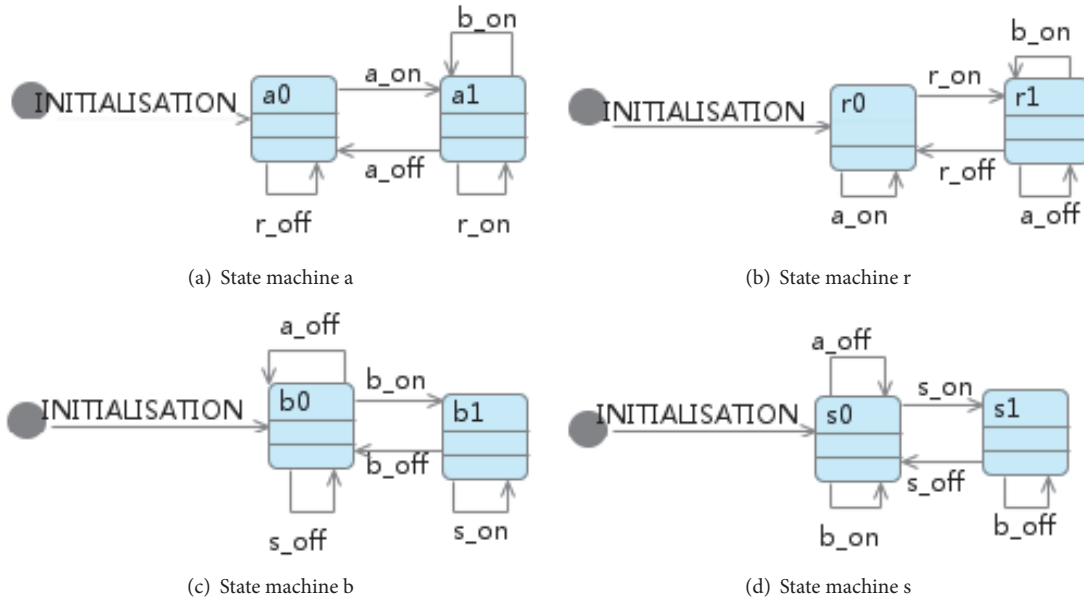 b_on
a_on
INITIALISATION
a0
a1
a_off
r_off
r_on
(a) State machine a
b_on
r_on
INITIALISATION
r0
r1
r_off
a_on
a_off
(b) State machine r
a_off
b_on
INITIALISATION
b0
b1
b_off
s_off
s_on
(c) State machine b
a_off
s_on
INITIALISATION
s0
s1
s_off
b_on
b_off
(d) State machine s